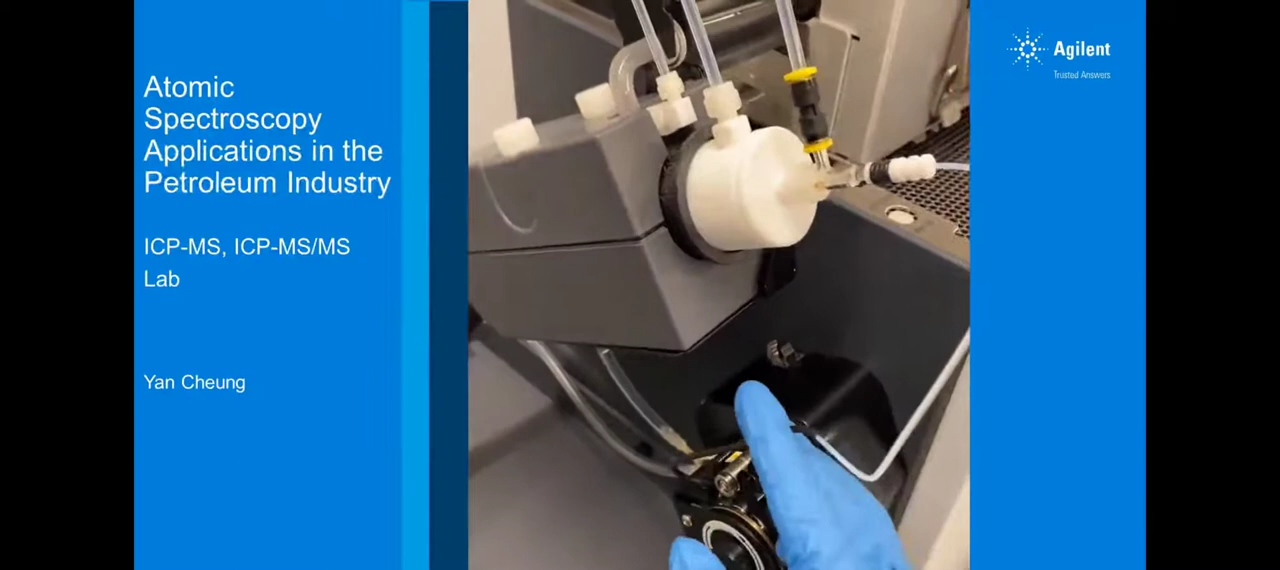 Atomic
Spectroscopy
Applications in the
Petroleum Industry
ICP-MS, ICP-MS/MS
Lab
Yan Cheung
Agilent
Trusted Answers